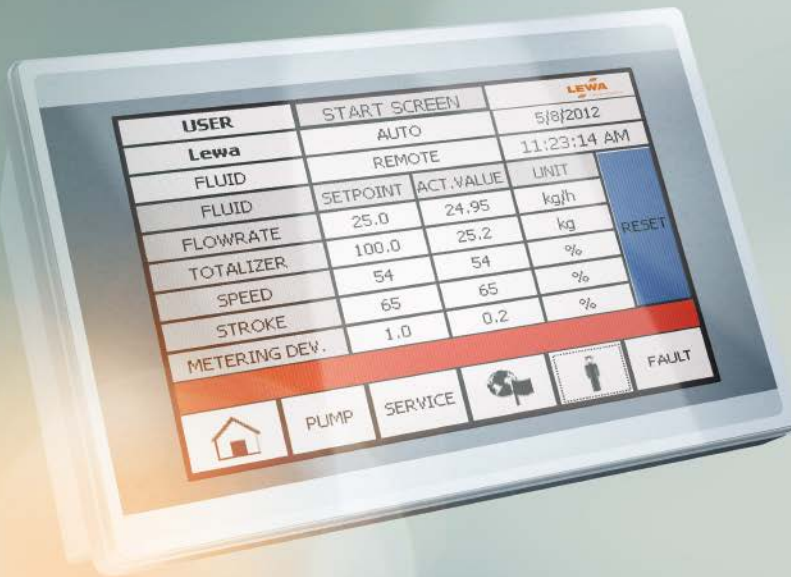 USER START SCREEN LEWA
Lewa AUTO 5/8/2012
FLUID REMOTE 11:23:14 AM
FLUID SETPOINT ACT.VALUE UNIT
FLOWRATE 25.0 24.95 kg/h
TOTALIZER 100.0 25.2 kg
SPEED 54 54 %
STROKE 65 65 %
METERING DEV. 1.0 0.2 %
RESET
PUMP SERVICE FAULT